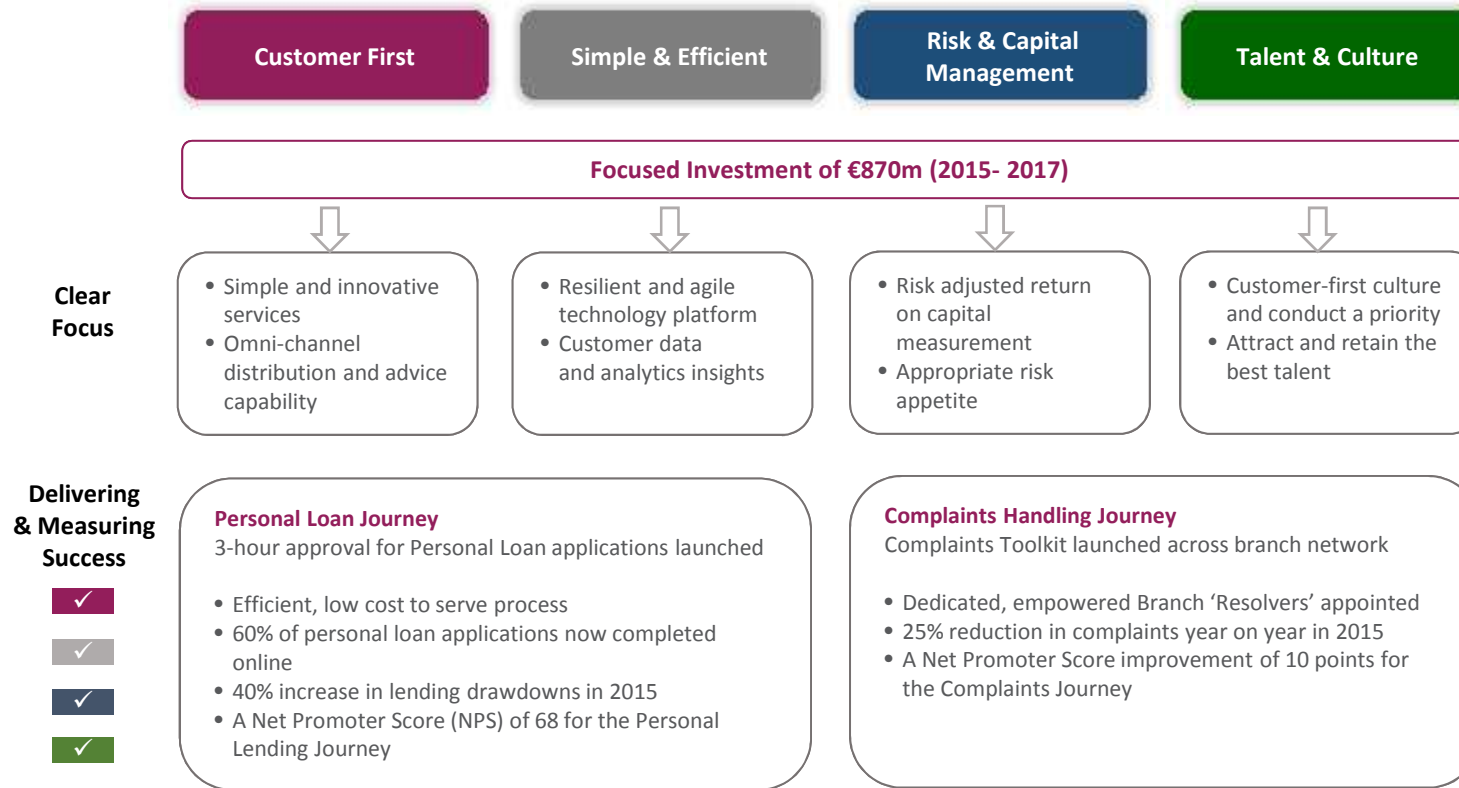 Customer First
Simple & Efficient
Risk & Capital
Management
Talent & Culture
Focused Investment of €870m (2015- 2017)
Clear
Focus
• Simple and innovative
services
• Omni-channel
distribution and advice
capability
• Resilient and agile
technology platform
• Customer data
and analytics insights
• Risk adjusted return
on capital
measurement
• Appropriate risk
appetite
• Customer-first culture
and conduct a priority
• Attract and retain the
best talent
Delivering
& Measuring
Success
Personal Loan Journey
3-hour approval for Personal Loan applications launched
• Efficient, low cost to serve process
• 60% of personal loan applications now completed
online
• 40% increase in lending drawdowns in 2015
• A Net Promoter Score (NPS) of 68 for the Personal
Lending Journey
Complaints Handling Journey
Complaints Toolkit launched across branch network
• Dedicated, empowered Branch ‘Resolvers’ appointed
• 25% reduction in complaints year on year in 2015
• A Net Promoter Score improvement of 10 points for
the Complaints Journey